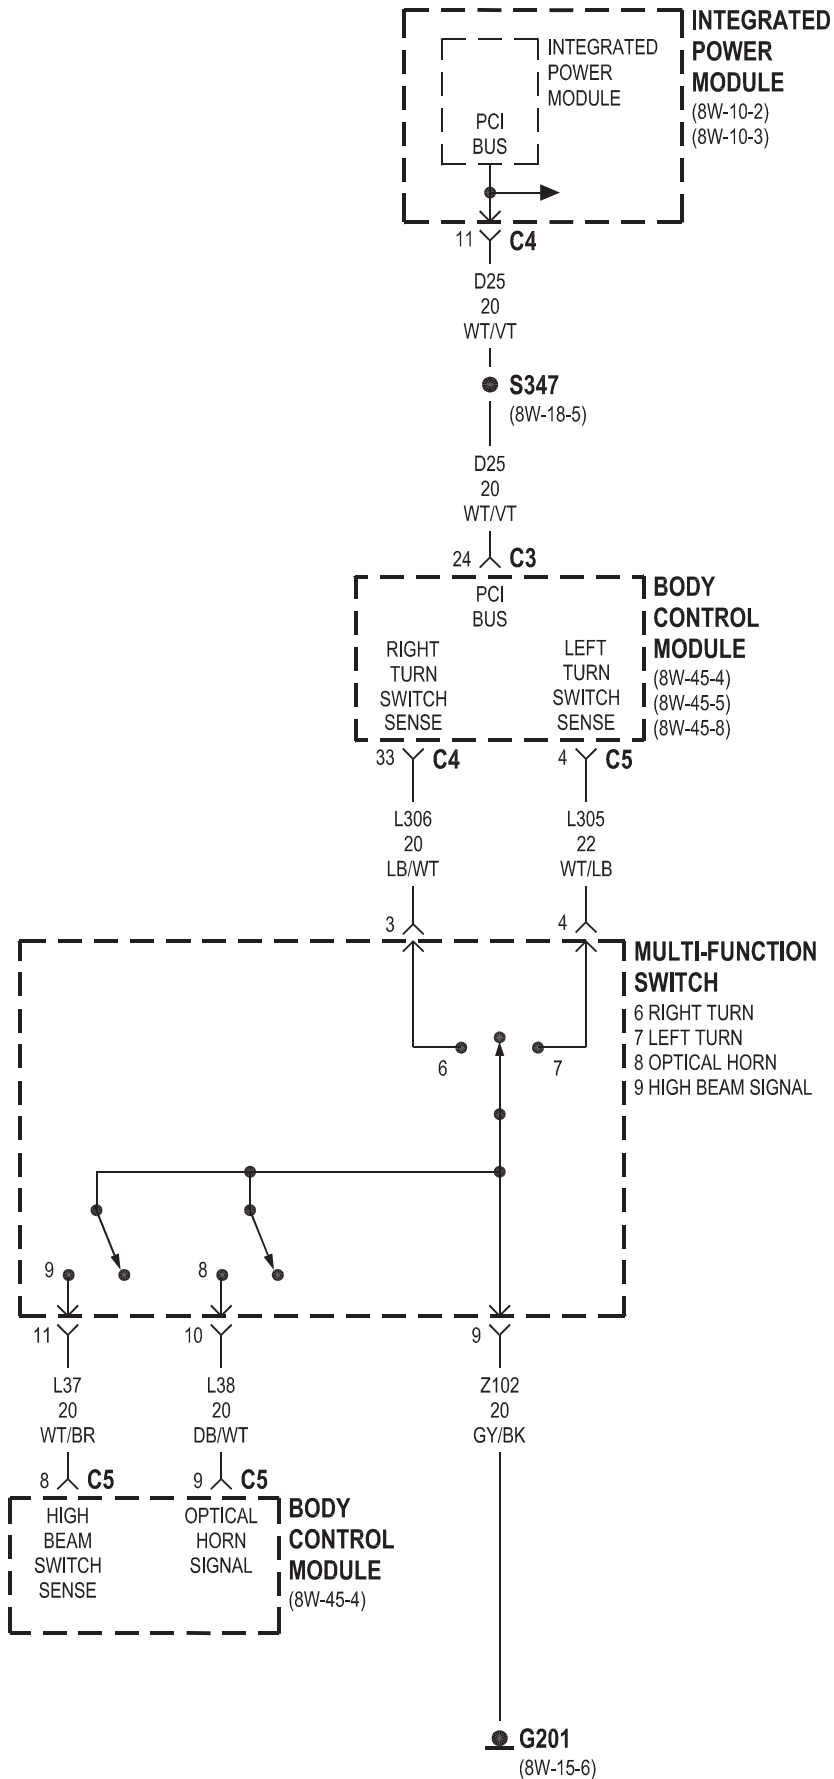 INTEGRATED
POWER
MODULE
(8W-10-2)
(8W-10-3)
INTEGRATED
POWER
MODULE
PCI
BUS
11 C4
D25
20
WT/VT
S347
(8W-18-5)
D25
20
WT/VT
24 C3
PCI
BUS
BODY
CONTROL
MODULE
(8W-45-4)
(8W-45-5)
(8W-45-8)
RIGHT
TURN
SWITCH
SENSE
LEFT
TURN
SWITCH
SENSE
33 C4
4 C5
L306
20
LB/WT
L305
22
WT/LB
3
4
MULTI-FUNCTION
SWITCH
6 RIGHT TURN
7 LEFT TURN
8 OPTICAL HORN
9 HIGH BEAM SIGNAL
6
7
9
8
11
10
9
L37
20
WT/BR
L38
20
DB/WT
Z102
20
GY/BK
8 C5
9 C5
HIGH
BEAM
SWITCH
SENSE
OPTICAL
HORN
SIGNAL
BODY
CONTROL
MODULE
(8W-45-4)
G201
(8W-15-6)